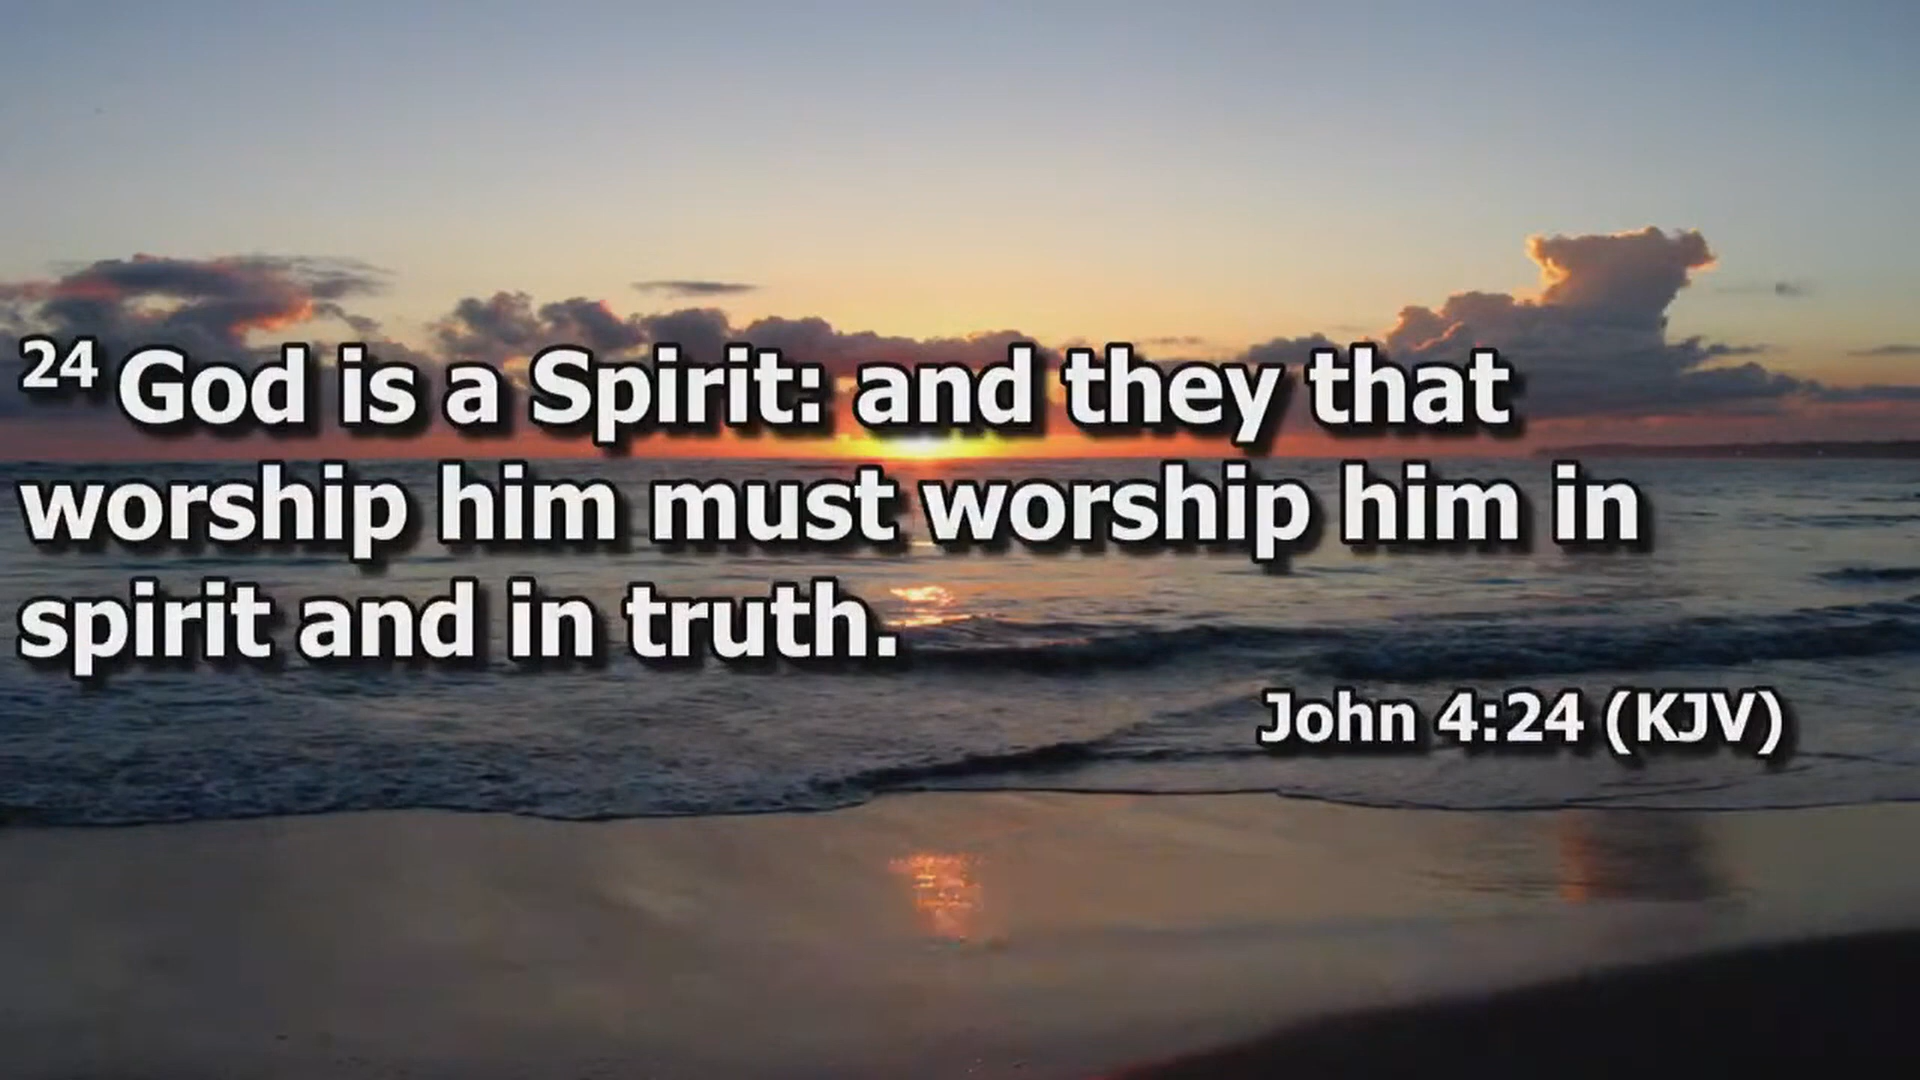 24 God is a Spirit: and they that
worship him must worship him in
spirit and in truth.
John 4:24 (KJV)